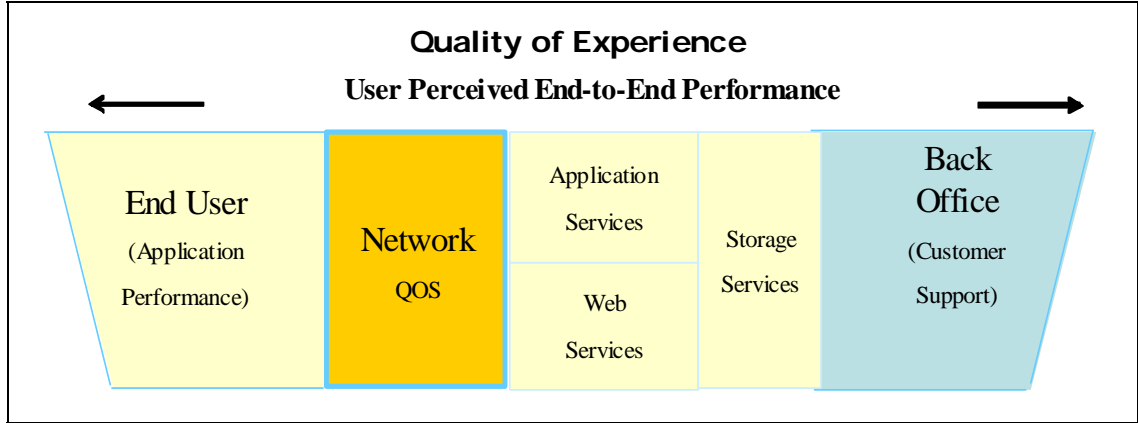 Quality of Experience
User Perceived End-to-End Performance
End User
(Application
Performance)
Network
QOS
Application
Services
Web
Services
Storage
Services
Back
Office
(Customer
Support)